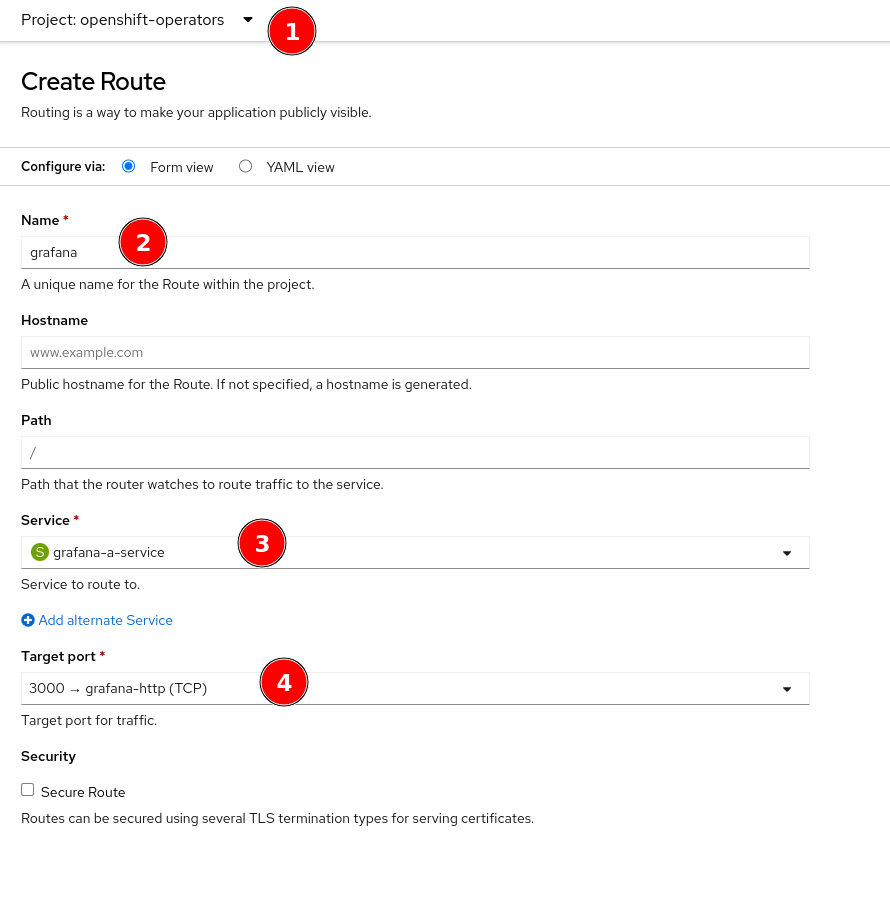 Project: openshift-operators
1
Create Route
Routing is a way to make your application publicly visible.
Configure via: Form view YAML view
Name *
2
grafana
A unique name for the Route within the project.
Hostname
www.example.com
Public hostname for the Route. If not specified, a hostname is generated.
Path
/
Path that the router watches to route traffic to the service.
Service *
3
S grafana-a-service
Service to route to.
Add alternate Service
Target port *
4
3000 → grafana-http (TCP)
Target port for traffic.
Security
Secure Route
Routes can be secured using several TLS termination types for serving certificates.